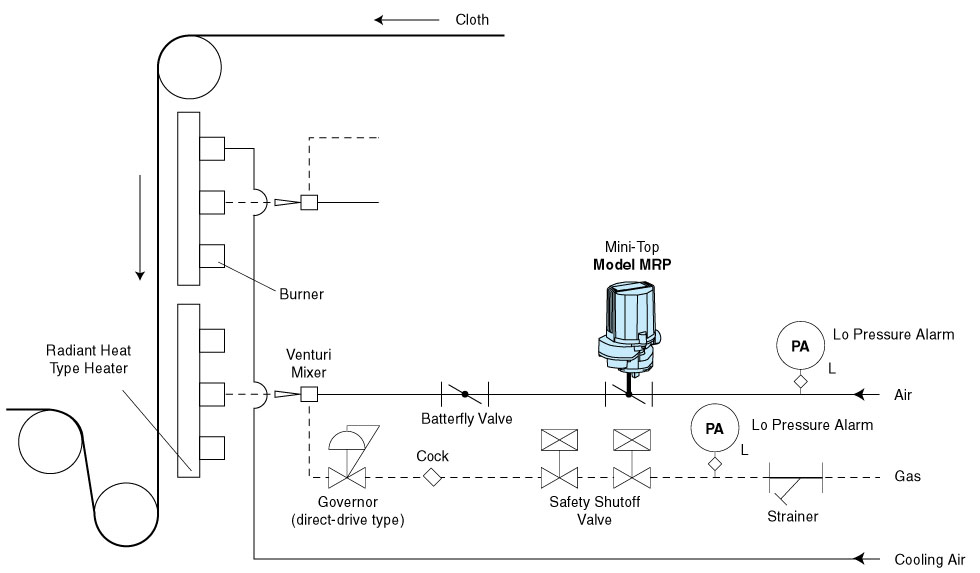 Cloth
Mini-Top
Model MRP
Burner
Lo Pressure Alarm
PA
L
Radiant Heat
Type Heater
Venturi
Mixer
Air
Batterfly Valve
Lo Pressure Alarm
PA
L
Cock
Gas
Governor
(direct-drive type)
Safety Shutoff
Valve
Strainer
Cooling Air